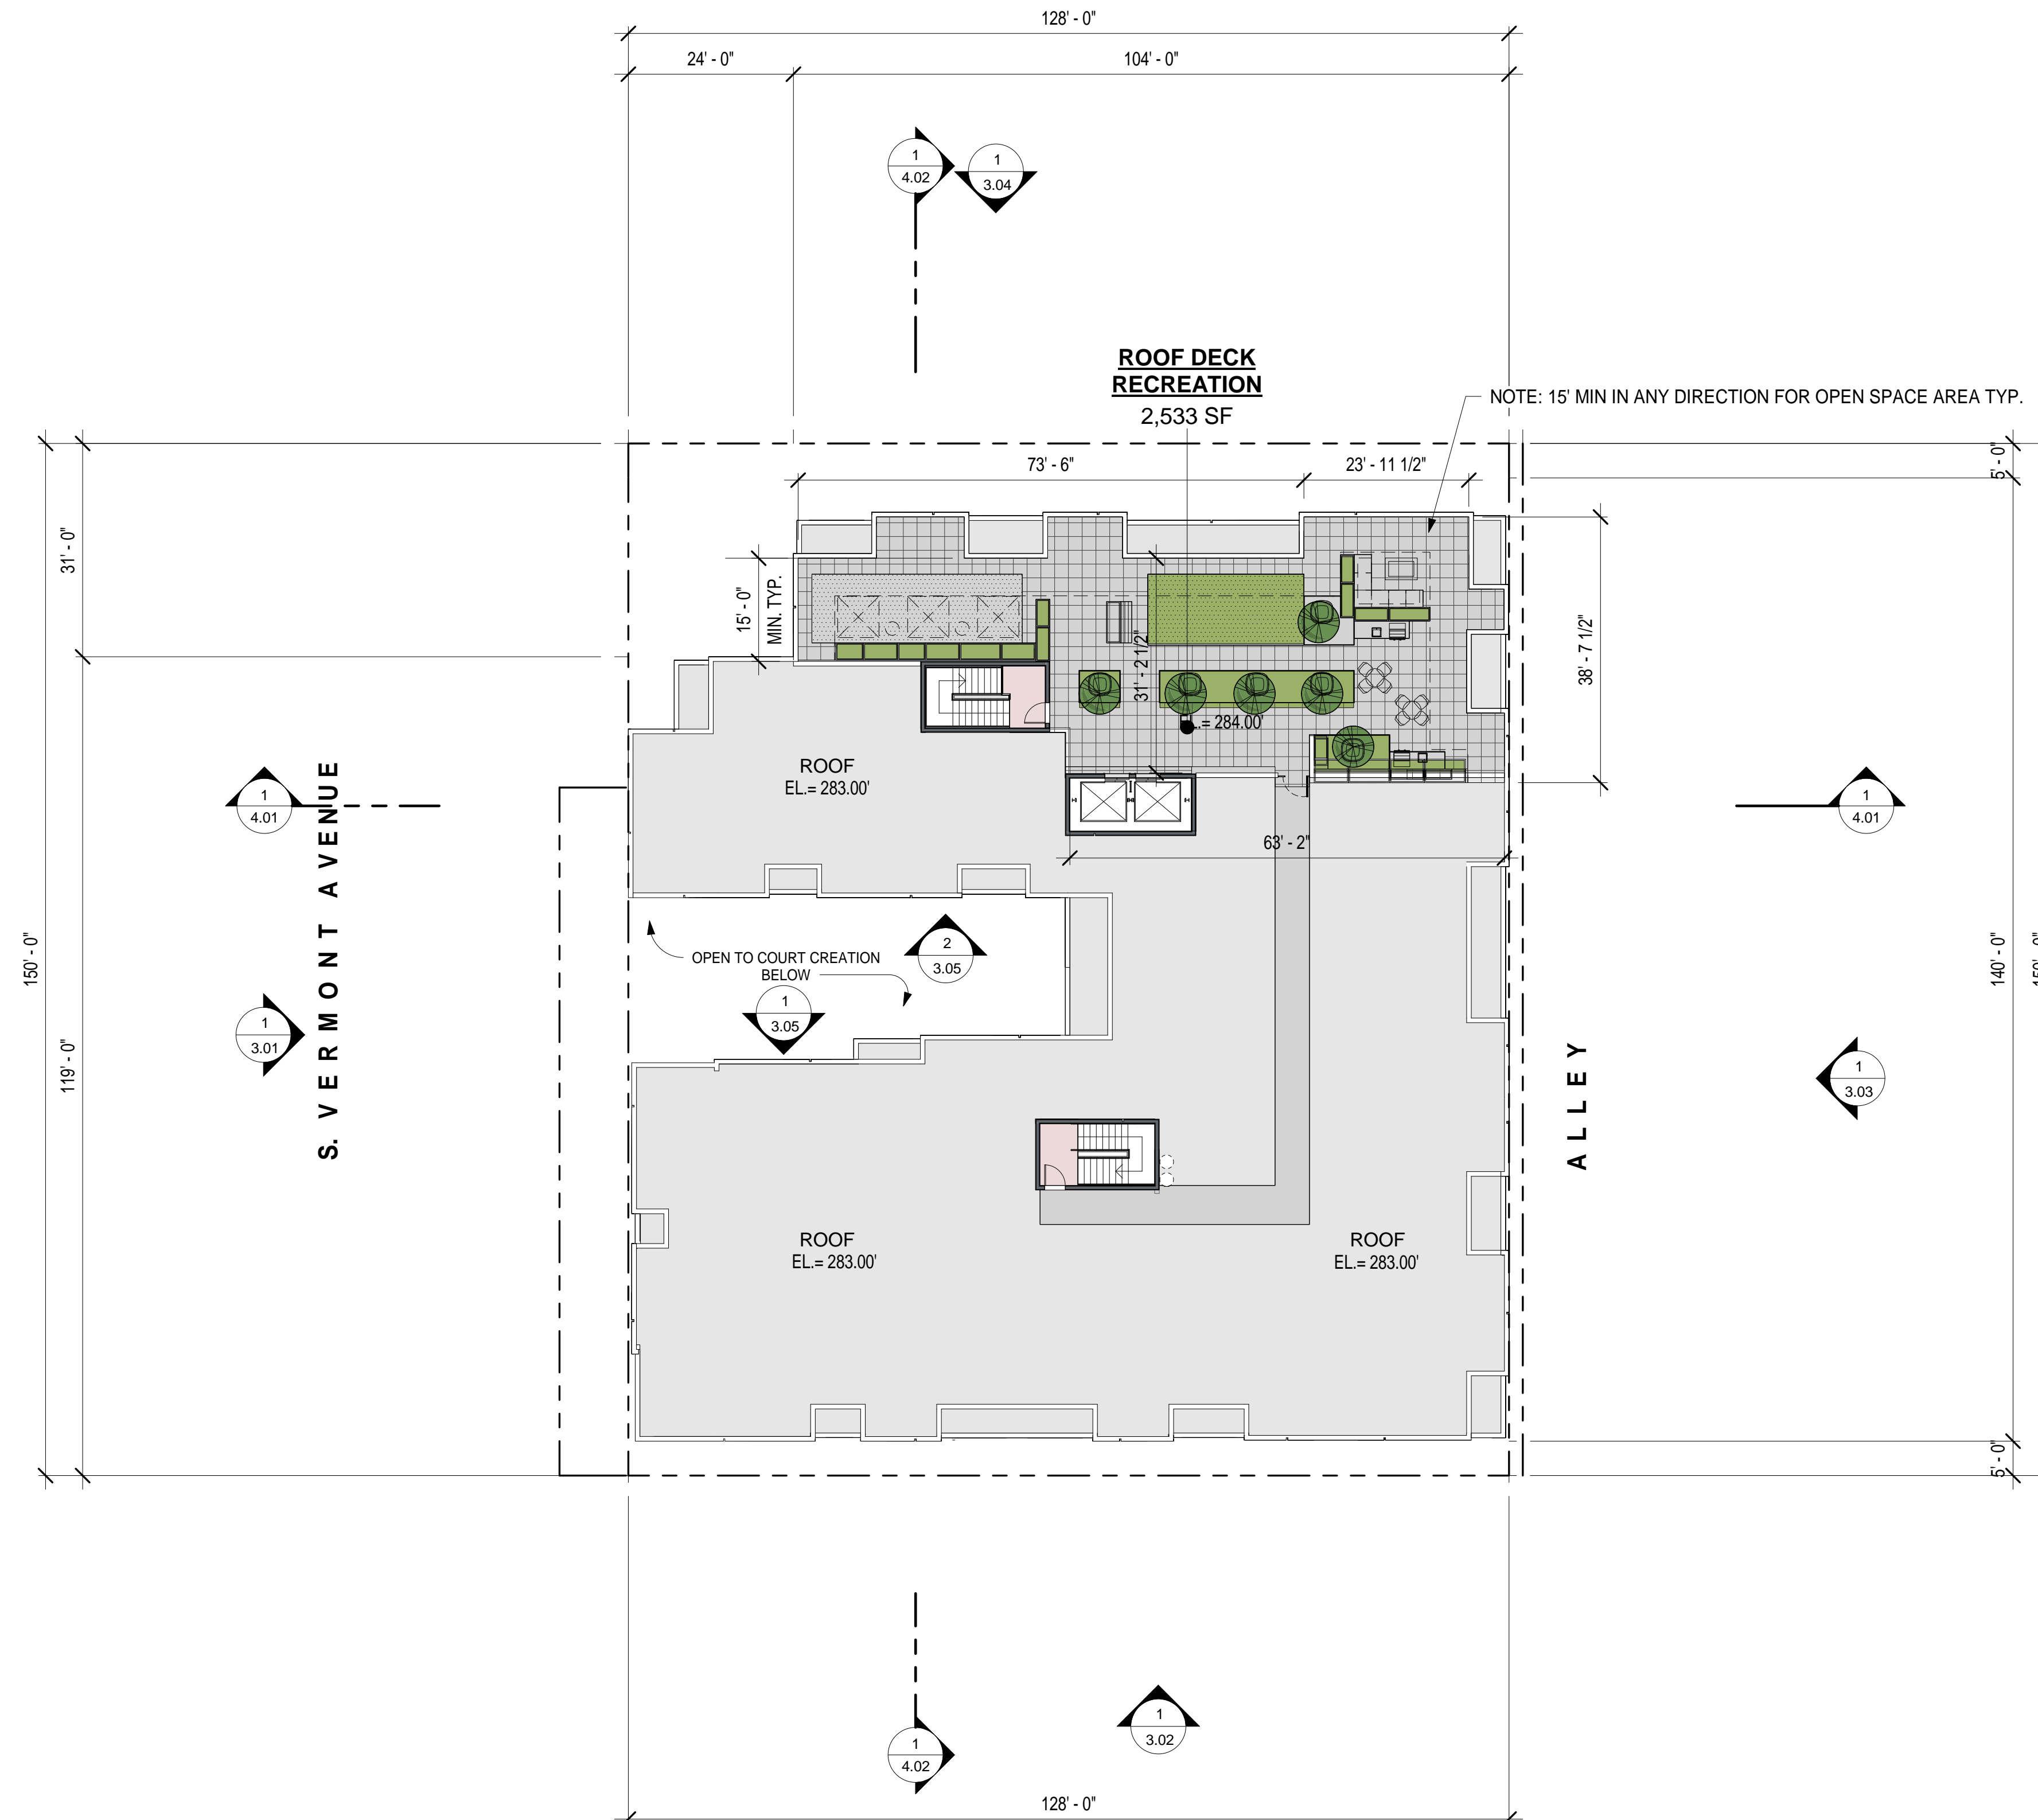 128' - 0"
24' - 0"
104' - 0"
1
4.02
1
3.04
ROOF DECK
RECREATION
2,533 SF
NOTE: 15' MIN IN ANY DIRECTION FOR OPEN SPACE AREA TYP.
73' - 6"
23' - 11 1/2"
5' - 0"
31' - 0"
15' - 0"
MIN. TYP.
31' - 2 1/2"
38' - 7 1/2"
= 284.00'
ROOF
EL.= 283.00'
S. VERMONT AVENUE
1
4.01
1
4.01
63' - 2"
150' - 0"
140' - 0"
2
3.05
OPEN TO COURT CREATION
BELOW
1
3.05
1
3.01
119' - 0"
ALLEY
1
3.03
ROOF
EL.= 283.00'
ROOF
EL.= 283.00'
5' - 0"
1
4.02
1
3.02
128' - 0"